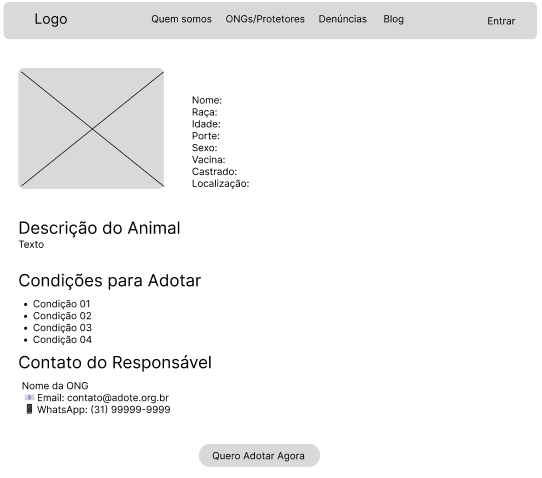 Logo
Quem somos
ONGs/Protetores
Denúncias
Blog
Entrar
Nome:
Raça:
Idade:
Porte:
Sexo:
Vacina:
Castrado:
Localização:
Descrição do Animal
Texto
Condições para Adotar
• Condição 01
• Condição 02
• Condição 03
• Condição 04
Contato do Responsável
Nome da ONG
📧 Email: contato@adote.org.br
📱 WhatsApp: (31) 99999-9999
Quero Adotar Agora